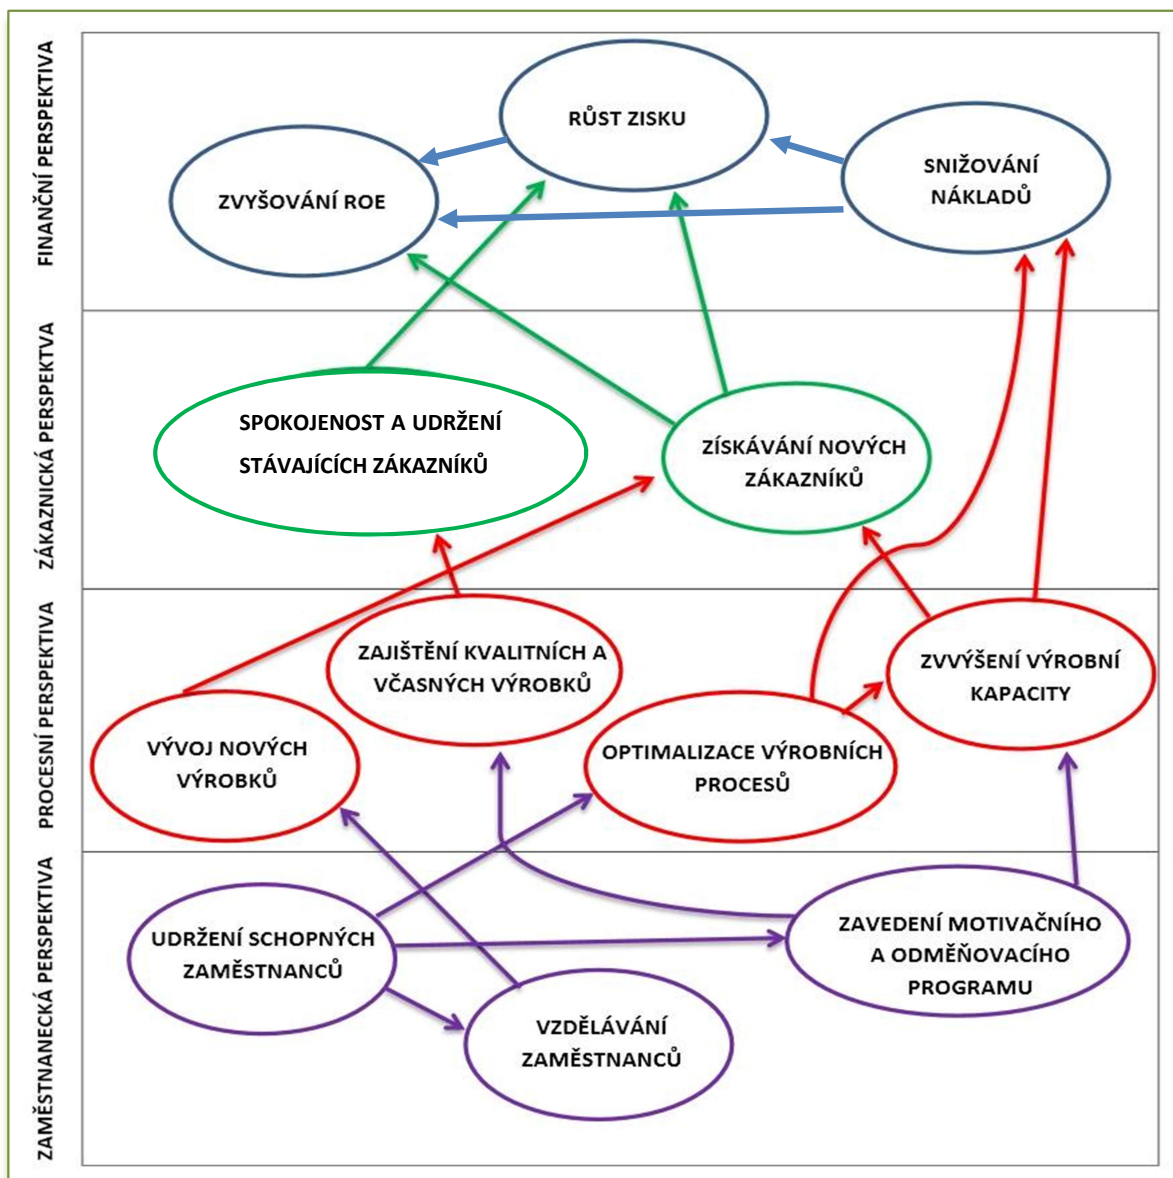 FINANČNÍ PERSPEKTIVA
RŮST ZISKU
ZVYŠOVÁNÍ ROE
SNIŽOVÁNÍ
NÁKLADŮ
ZÁKAZNICKÁ PERSPEKTVA
SPOKOJENOST A UDRŽENÍ
STÁVAJÍCÍCH ZÁKAZNÍKŮ
ZÍSKÁVÁNÍ NOVÝCH
ZÁKAZNÍKŮ
PROCESNÍ PERSPEKTIVA
ZAJIŠTĚNÍ KVALITNÍCH A
VČASNÝCH VÝROBKŮ
ZVVÝŠENÍ VÝROBNÍ
KAPACITY
VÝVOJ NOVÝCH
VÝROBKŮ
OPTIMALIZACE VÝROBNÍCH
PROCESŮ
ZAMĚSTNANECKÁ PERSPEKTIVA
UDRŽENÍ SCHOPNÝCH
ZAMĚSTNANCŮ
ZAVEDENÍ MOTIVAČNÍHO
A ODMĚŇOVACÍHO
PROGRAMU
VZDĚLÁVÁNÍ
ZAMĚSTNANCŮ